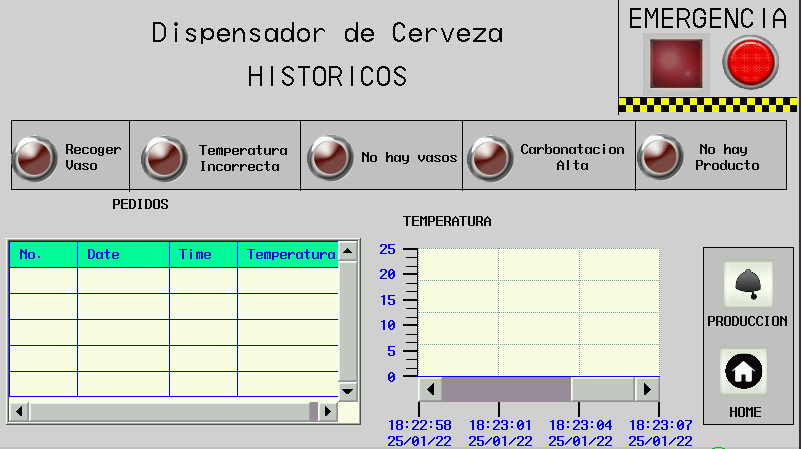 Dispensador de Cerveza
HISTORICOS
EMERGENCIA
Recoger
Vaso
Temperatura
Incorrecta
No hay vasos
Carbonatacion
Alta
No hay
Producto
PEDIDOS
No. Date Time Temperatura
TEMPERATURA
25
20
15
10
5
0
18:22:58 18:23:01 18:23:04 18:23:07
25/01/22 25/01/22 25/01/22 25/01/22
PRODUCCION
HOME